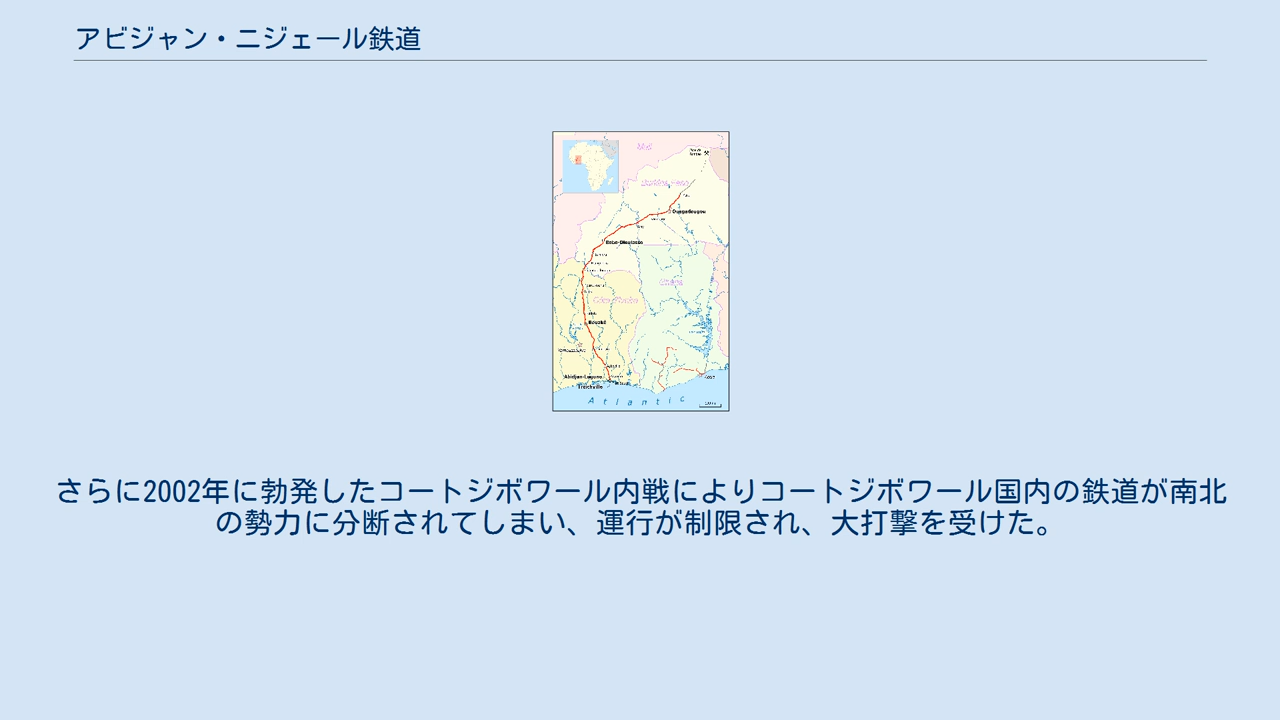 アビジャン・ニジェール鉄道
Ouagadougou
Bobo-Dioulasso
Bouaké
Abidjan-Lagune
Treichville
Atlantic
さらに2002年に勃発したコートジボワール内戦によりコートジボワール国内の鉄道が南北
の勢力に分断されてしまい、運行が制限され、大打撃を受けた。